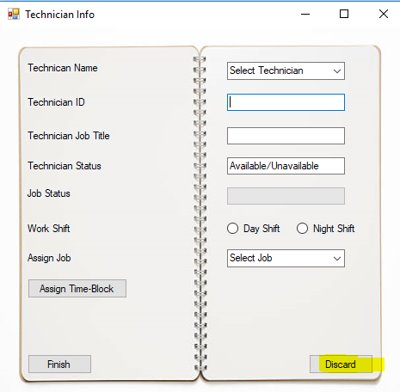 Technician Info
Technican Name
Select Technician
Technician ID
Technician Job Title
Technician Status
Available/Unavailable
Job Status
Work Shift
Day Shift
Night Shift
Assign Job
Select Job
Assign Time-Block
Finish
Discard